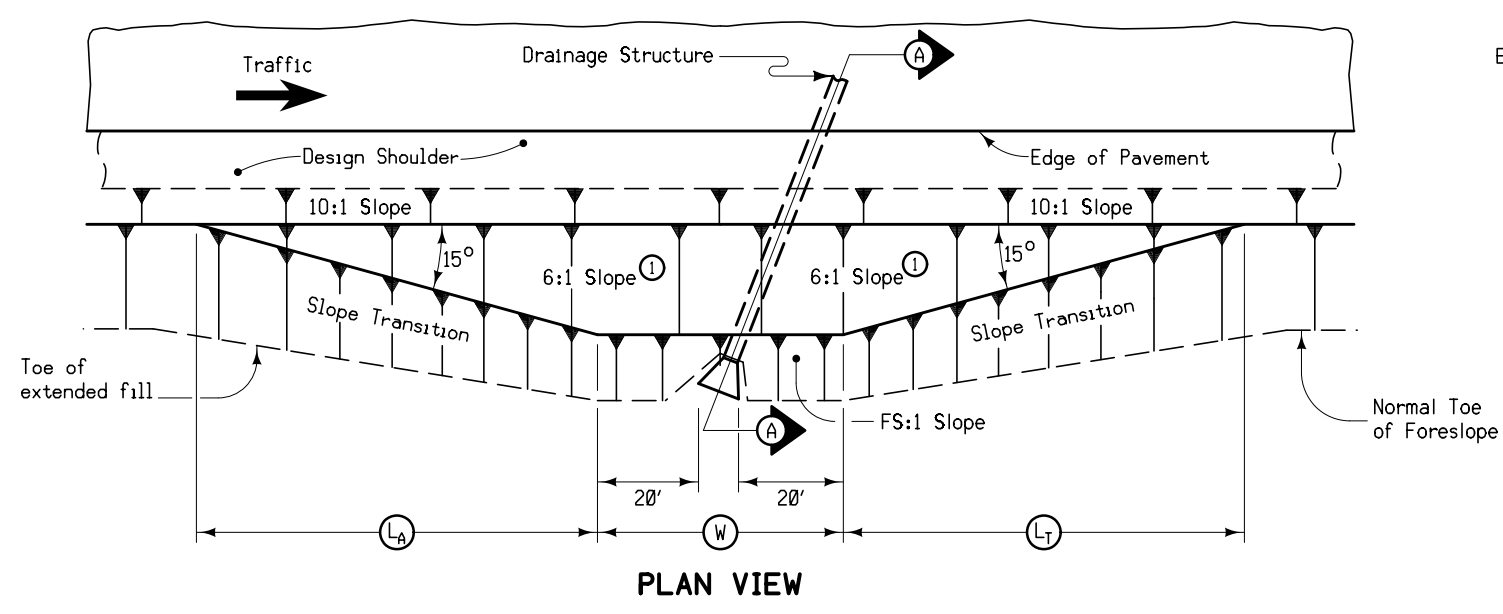 Drainage Structure
A
E
Traffic
Design Shoulder
Edge of Pavement
10:1 Slope
10:1 Slope
15°
6:1 Slope 1
6:1 Slope 1
15°
Slope Transition
Slope Transition
Toe of
extended fill
Normal Toe
of Foreslope
FS:1 Slope
A
20'
20'
LA
W
LT
PLAN VIEW